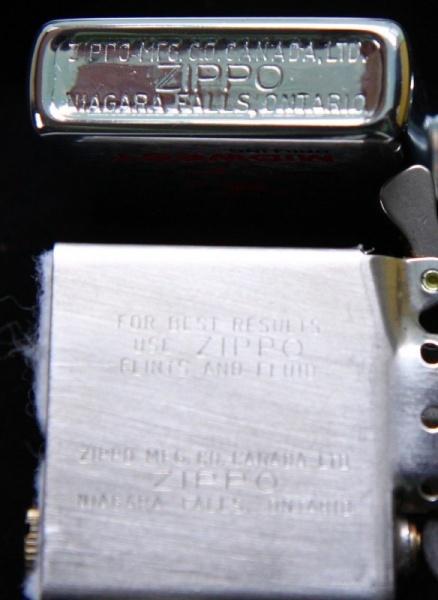 ZIPPO MFG. CO. CANADA, LTD.
ZIPPO
NIAGARA FALLS, ONTARIO
MIDWEST
FOR BEST RESULTS
USE ZIPPO
FLINTS AND FLUID
ZIPPO MFG. CO. CANADA LTD
ZIPPO
NIAGARA FALLS, ONTARIO